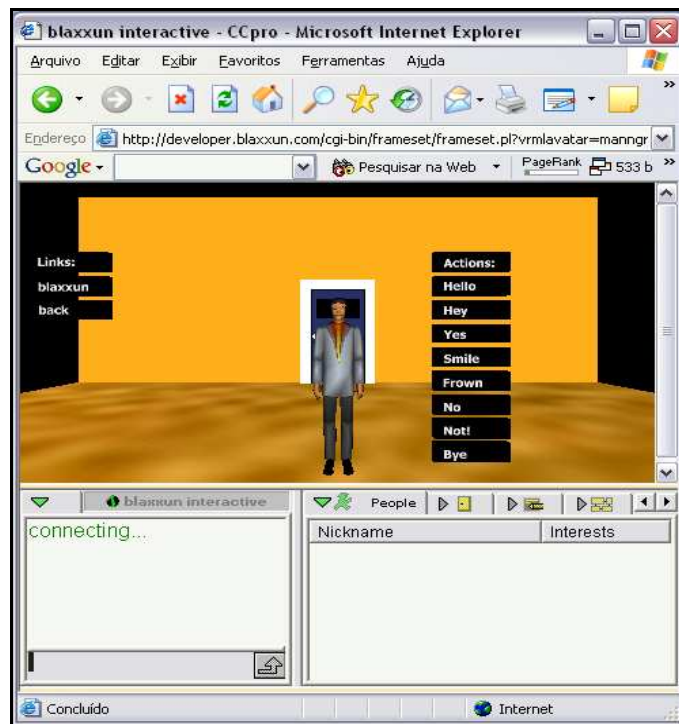 blaxxun interactive - CCpro - Microsoft Internet Explorer
Arquivo Editar Exibir Favoritos Ferramentas Ajuda
Endereço http://developer.blaxxun.com/cgi-bin/frameset/frameset.pl?vrmlavatar=manngr
Google Pesquisar na Web PageRank 533 b
Links:
blaxxun
back
Actions:
Hello
Hey
Yes
Smile
Frown
No
Not!
Bye
blaxxun interactive People
connecting...
Nickname Interests
Concluído Internet